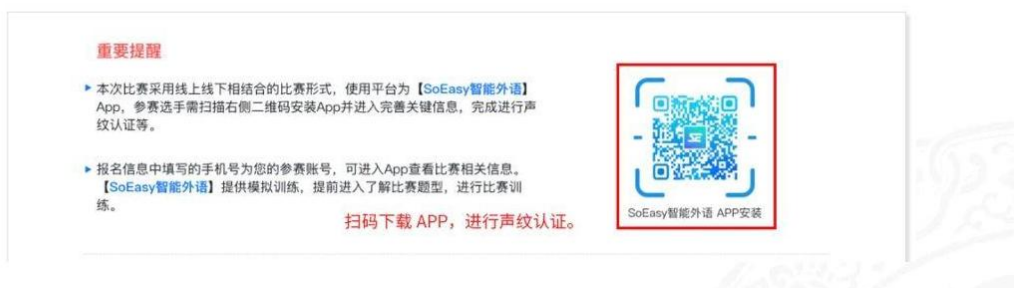 重要提醒
本次比赛采用线上线下相结合的比赛形式，使用平台为【SoEasy智能外语】
App，参赛选手需扫描右侧二维码安装App并进入完善关键信息，完成进行声
纹认证等。
报名信息中填写的手机号为您的参赛账号，可进入App查看比赛相关信息。
【SoEasy智能外语】提供模拟训练，提前进入了解比赛题型，进行比赛训
练。
扫码下载 APP，进行声纹认证。
SoEasy智能外语 APP安装